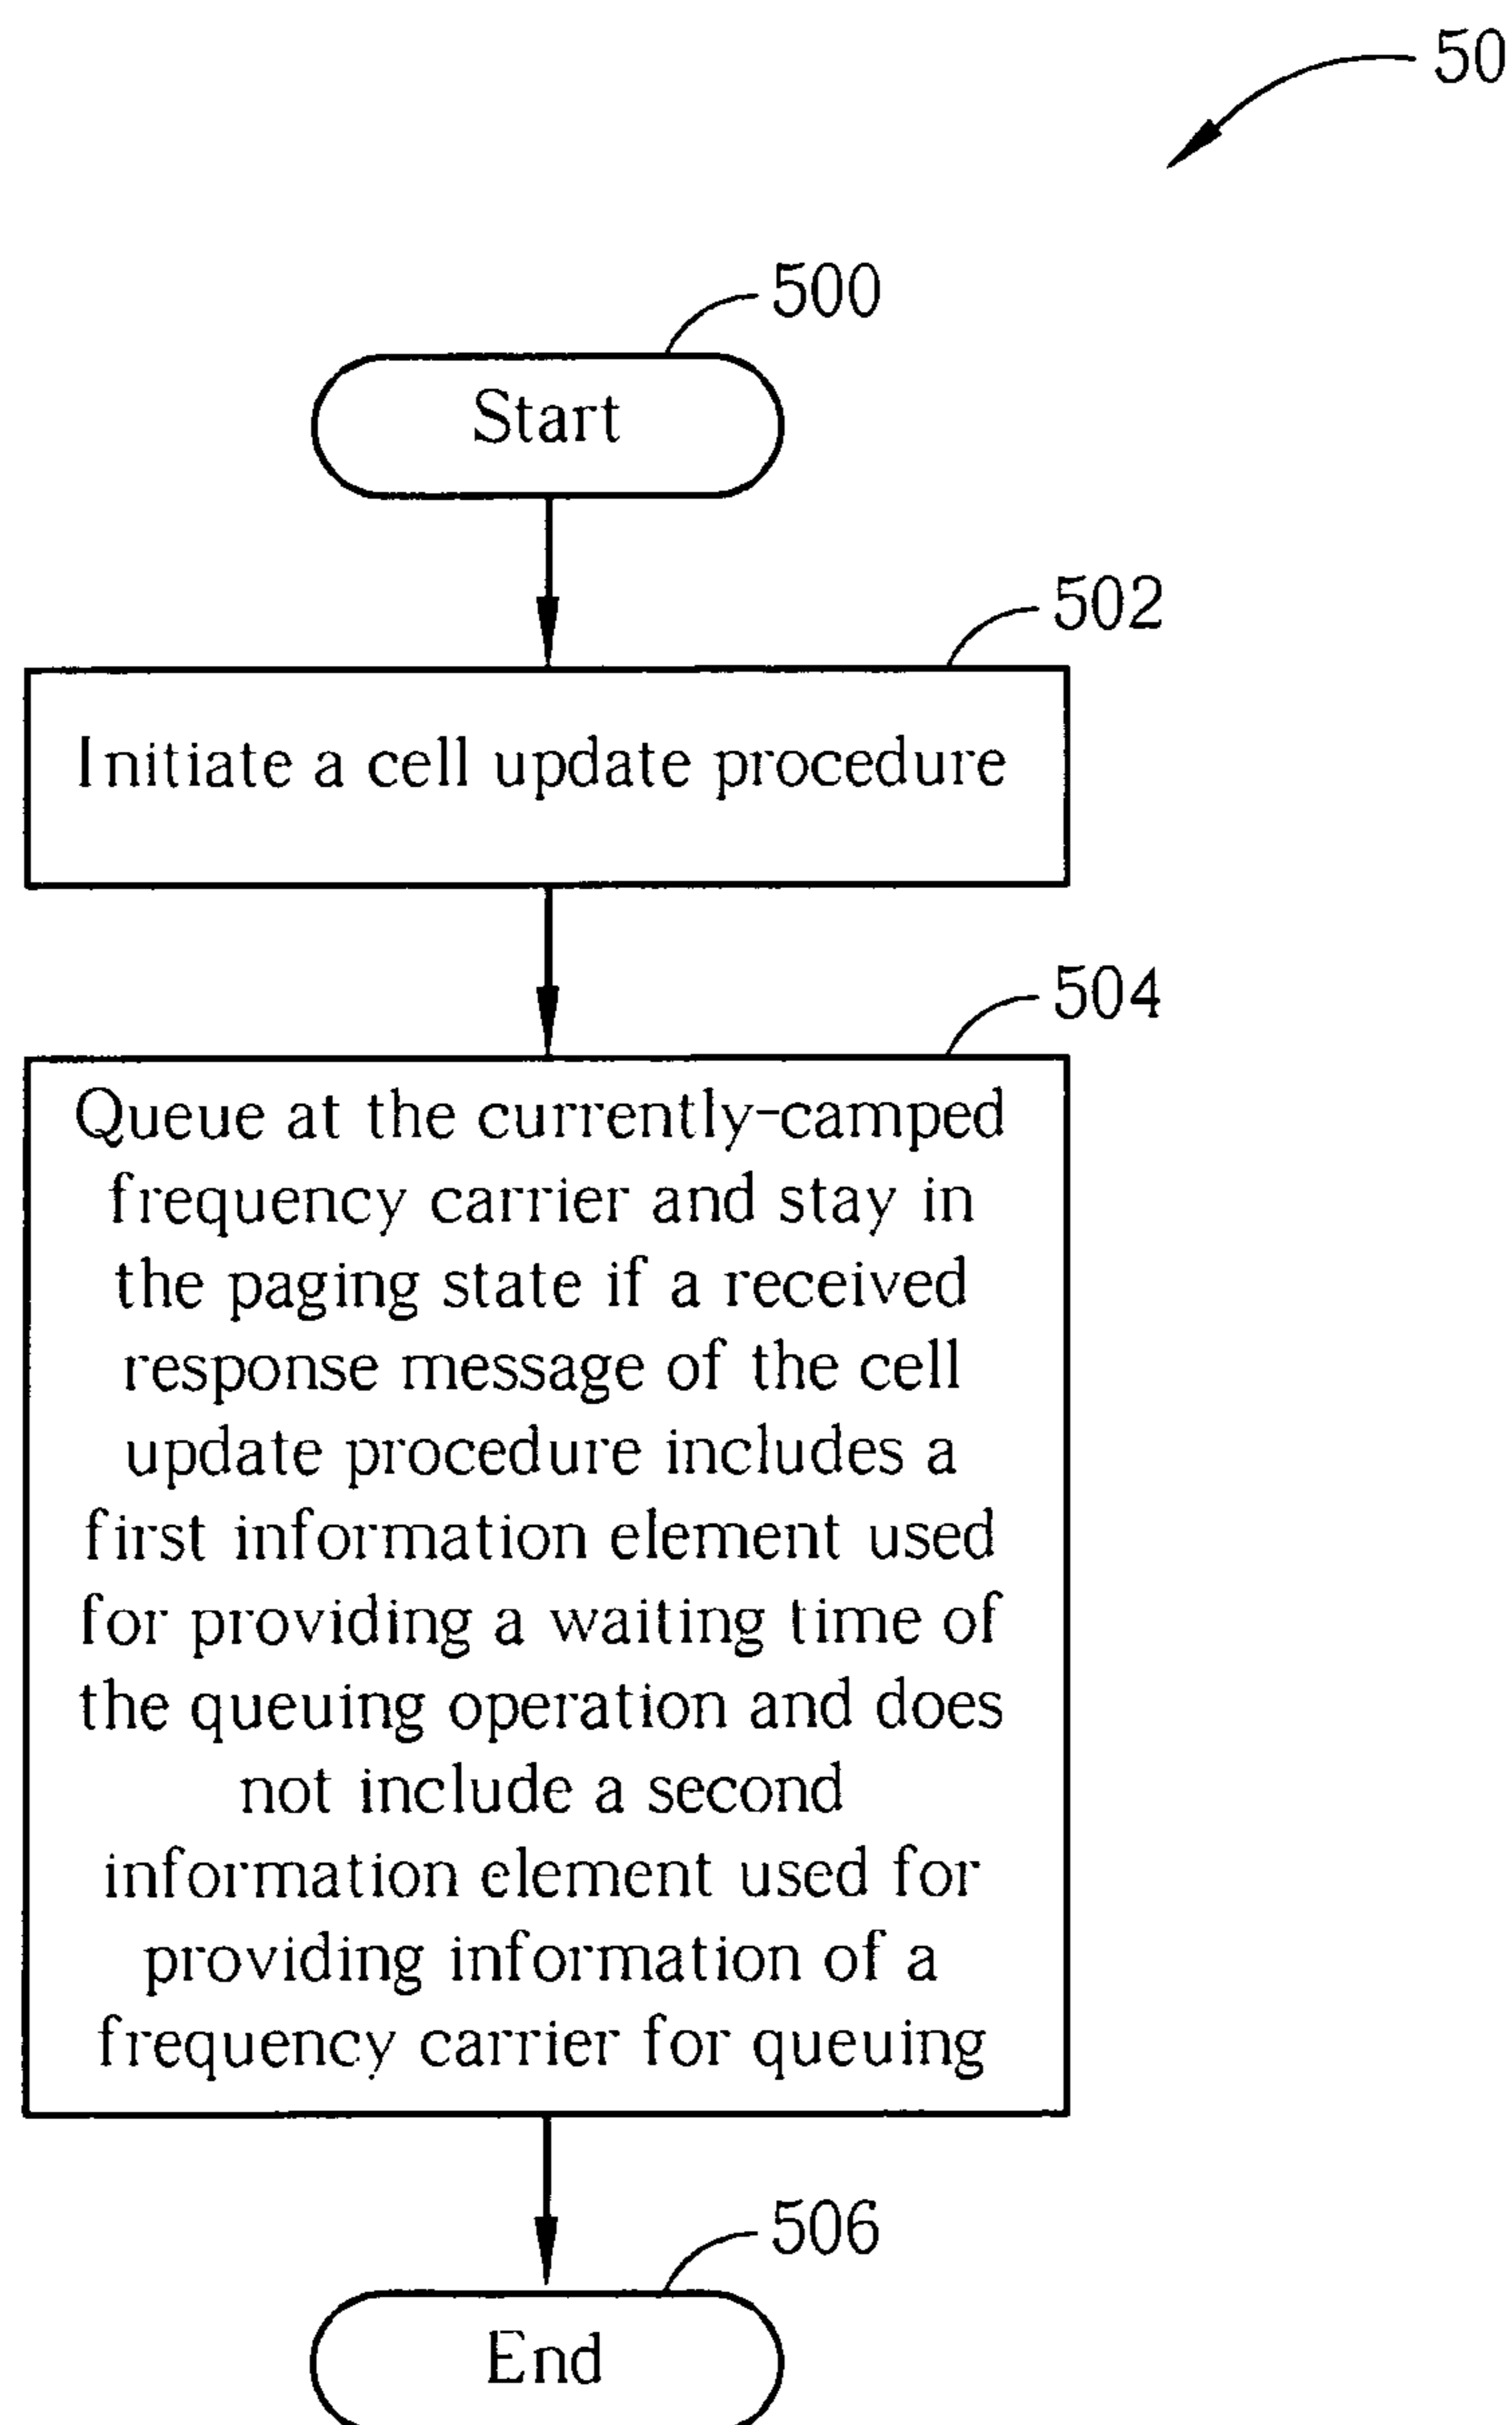 50
500
Start
502
Initiate a cell update procedure
504
Queue at the currently-camped
frequency carrier and stay in
the paging state if a received
response message of the cell
update procedure includes a
first information element used
for providing a waiting time of
the queuing operation and does
not include a second
information element used for
providing information of a
frequency carrier for queuing
506
End